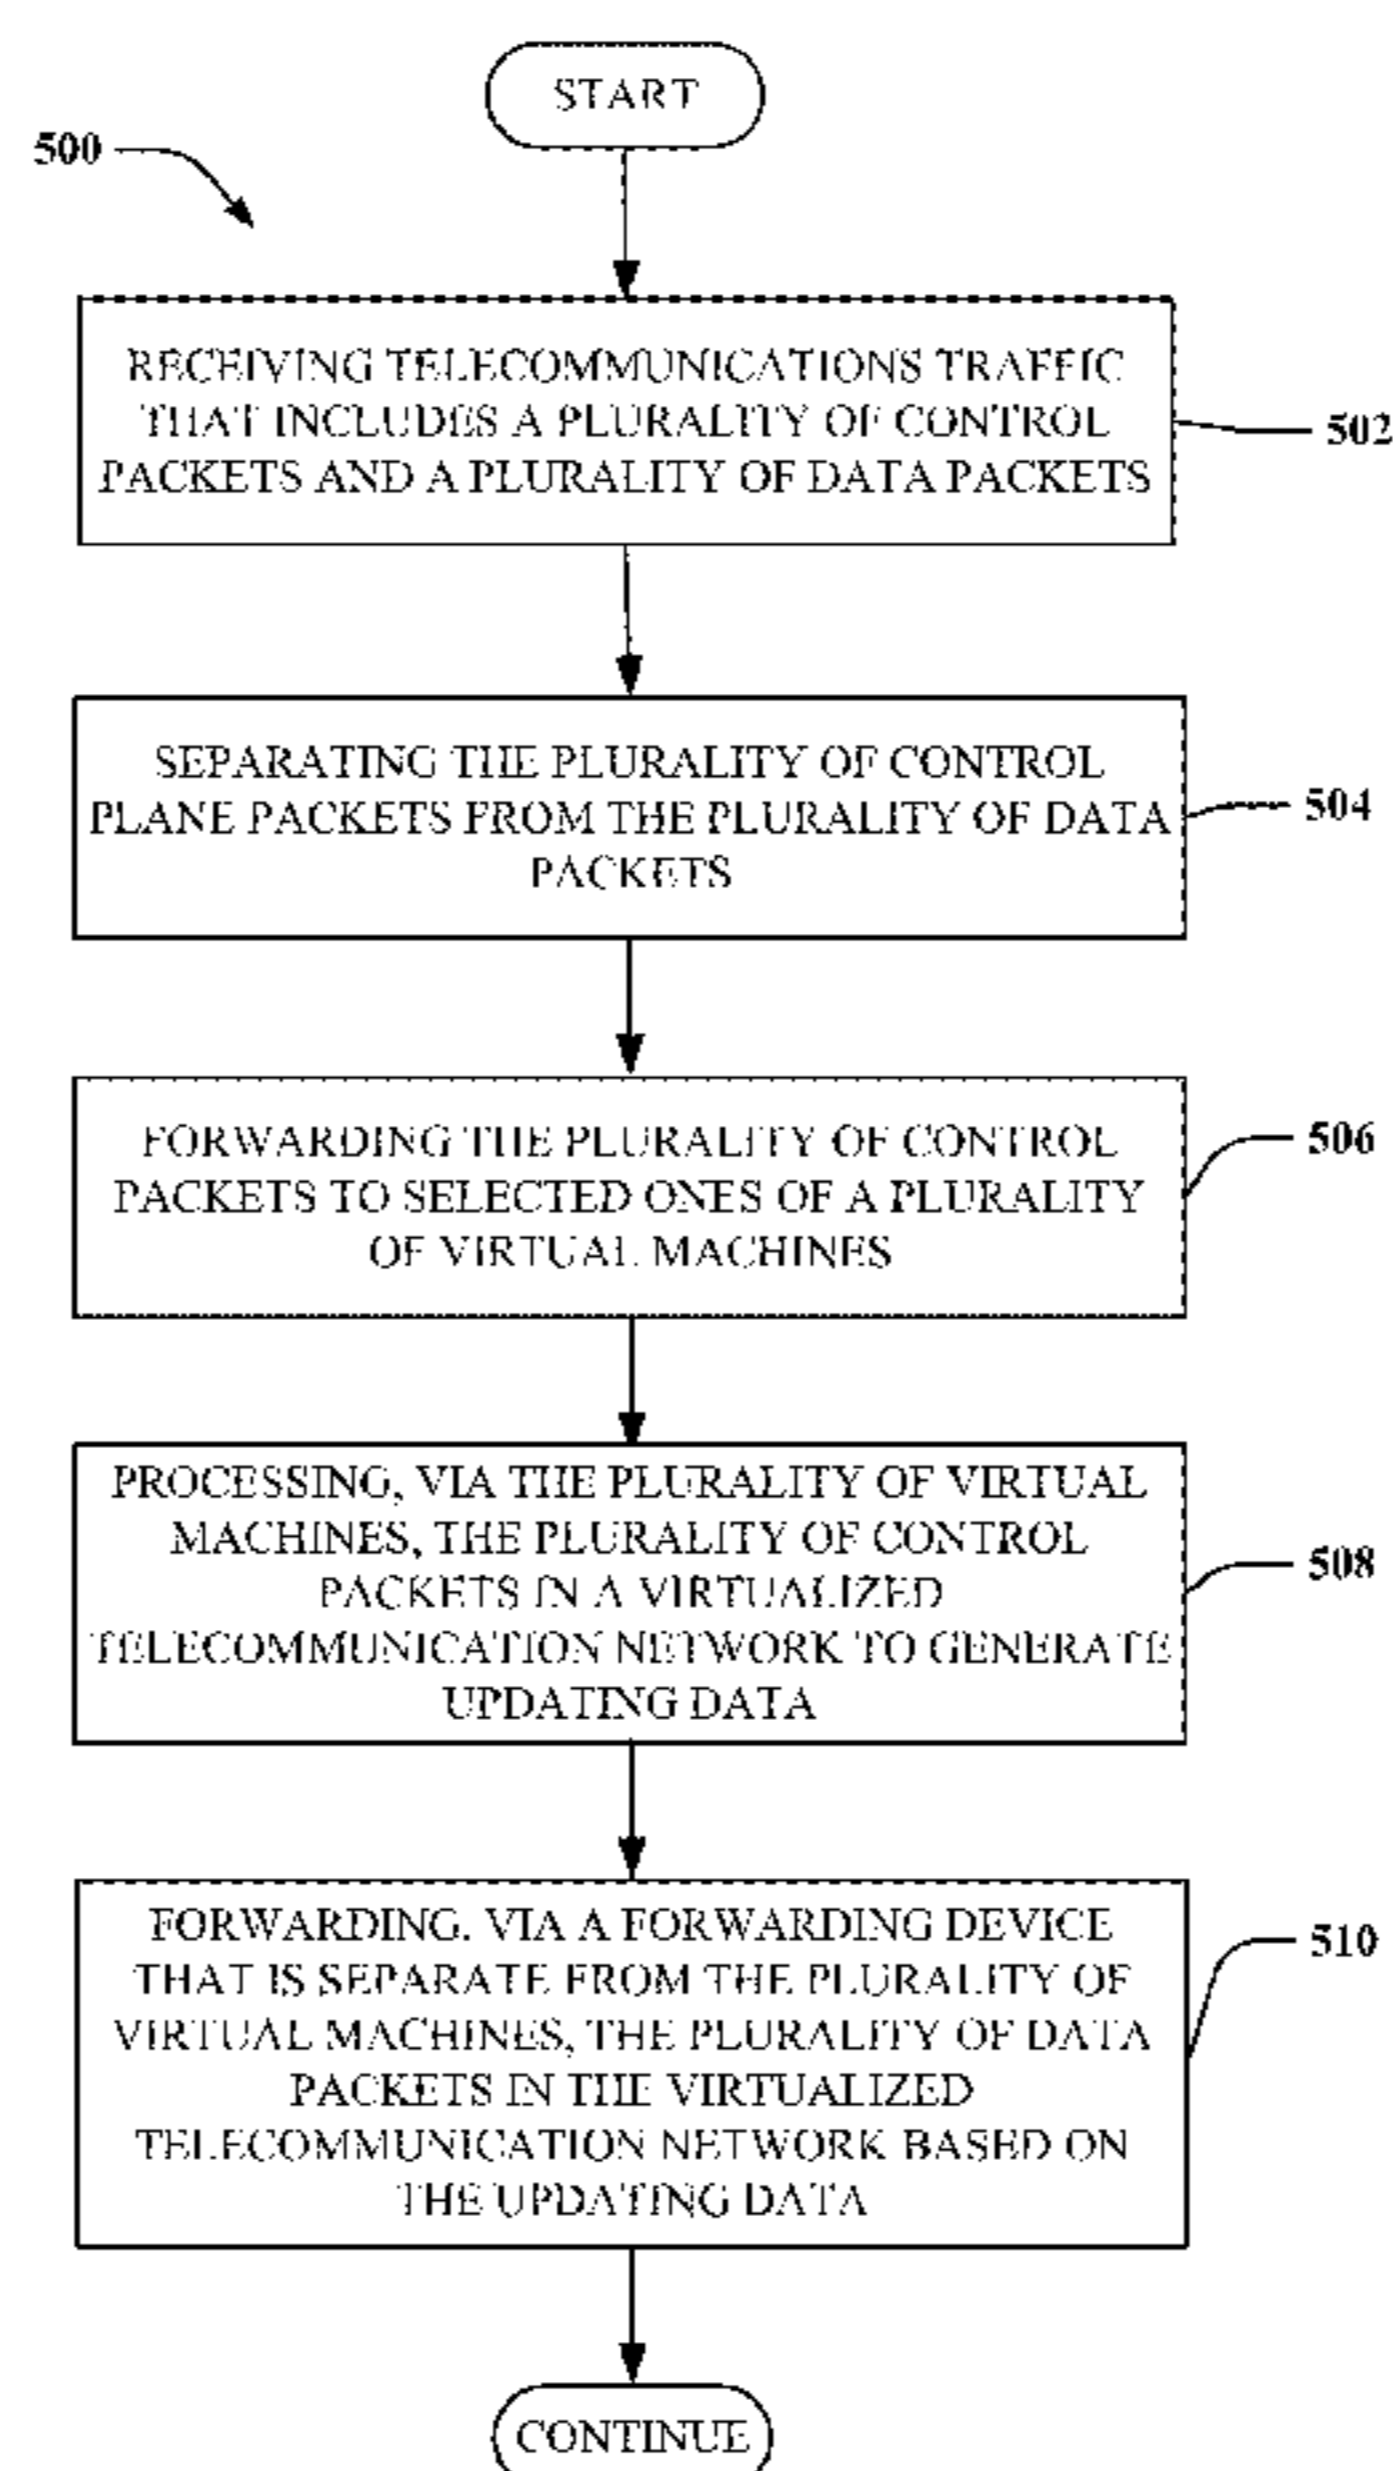 START
500
RECEIVING TELECOMMUNICATIONS TRAFFIC
THAT INCLUDES A PLURALITY OF CONTROL
PACKETS AND A PLURALITY OF DATA PACKETS
502
SEPARATING THE PLURALITY OF CONTROL
PLANE PACKETS FROM THE PLURALITY OF DATA
PACKETS
504
FORWARDING THE PLURALITY OF CONTROL
PACKETS TO SELECTED ONES OF A PLURALITY
OF VIRTUAL MACHINES
506
PROCESSING, VIA THE PLURALITY OF VIRTUAL
MACHINES, THE PLURALITY OF CONTROL
PACKETS IN A VIRTUALIZED
TELECOMMUNICATION NETWORK TO GENERATE
UPDATING DATA
508
FORWARDING, VIA A FORWARDING DEVICE
THAT IS SEPARATE FROM THE PLURALITY OF
VIRTUAL MACHINES, THE PLURALITY OF DATA
PACKETS IN THE VIRTUALIZED
TELECOMMUNICATION NETWORK BASED ON
THE UPDATING DATA
510
CONTINUE